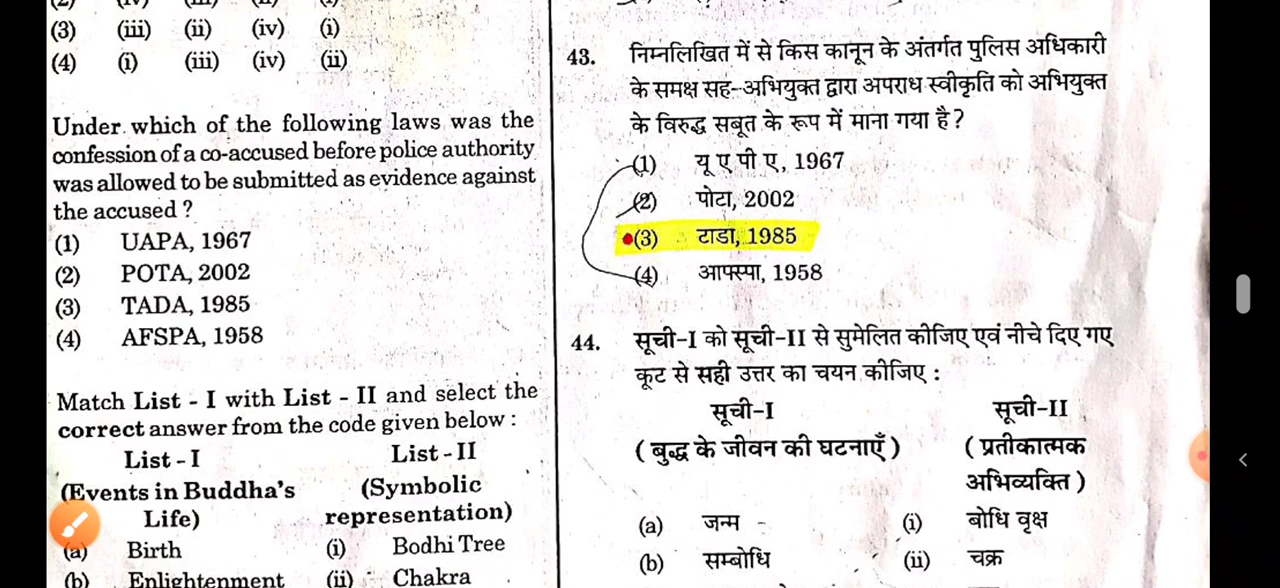 (3) (iii) (ii) (iv) (i)
(4) (i) (iii) (iv) (ii)
Under which of the following laws was the
confession of a co-accused before police authority
was allowed to be submitted as evidence against
the accused ?
(1) UAPA, 1967
(2) POTA, 2002
(3) TADA, 1985
(4) AFSPA, 1958
Match List - I with List - II and select the
correct answer from the code given below :
List - I List - II
(Events in Buddha's (Symbolic
Life) representation)
(a) Birth (i) Bodhi Tree
(b) Enlightenment (ii) Chakra
43. निम्नलिखित में से किस कानून के अंतर्गत पुलिस अधिकारी
के समक्ष सह-अभियुक्त द्वारा अपराध स्वीकृति को अभियुक्त
के विरुद्ध सबूत के रूप में माना गया है ?
(1) यू ए पी ए, 1967
(2) पोटा, 2002
(3) टाडा, 1985
(4) आफ्स्पा, 1958
44. सूची-I को सूची-II से सुमेलित कीजिए एवं नीचे दिए गए
कूट से सही उत्तर का चयन कीजिए :
सूची-I सूची-II
( बुद्ध के जीवन की घटनाएँ ) ( प्रतीकात्मक
अभिव्यक्ति )
(a) जन्म (i) बोधि वृक्ष
(b) सम्बोधि (ii) चक्र